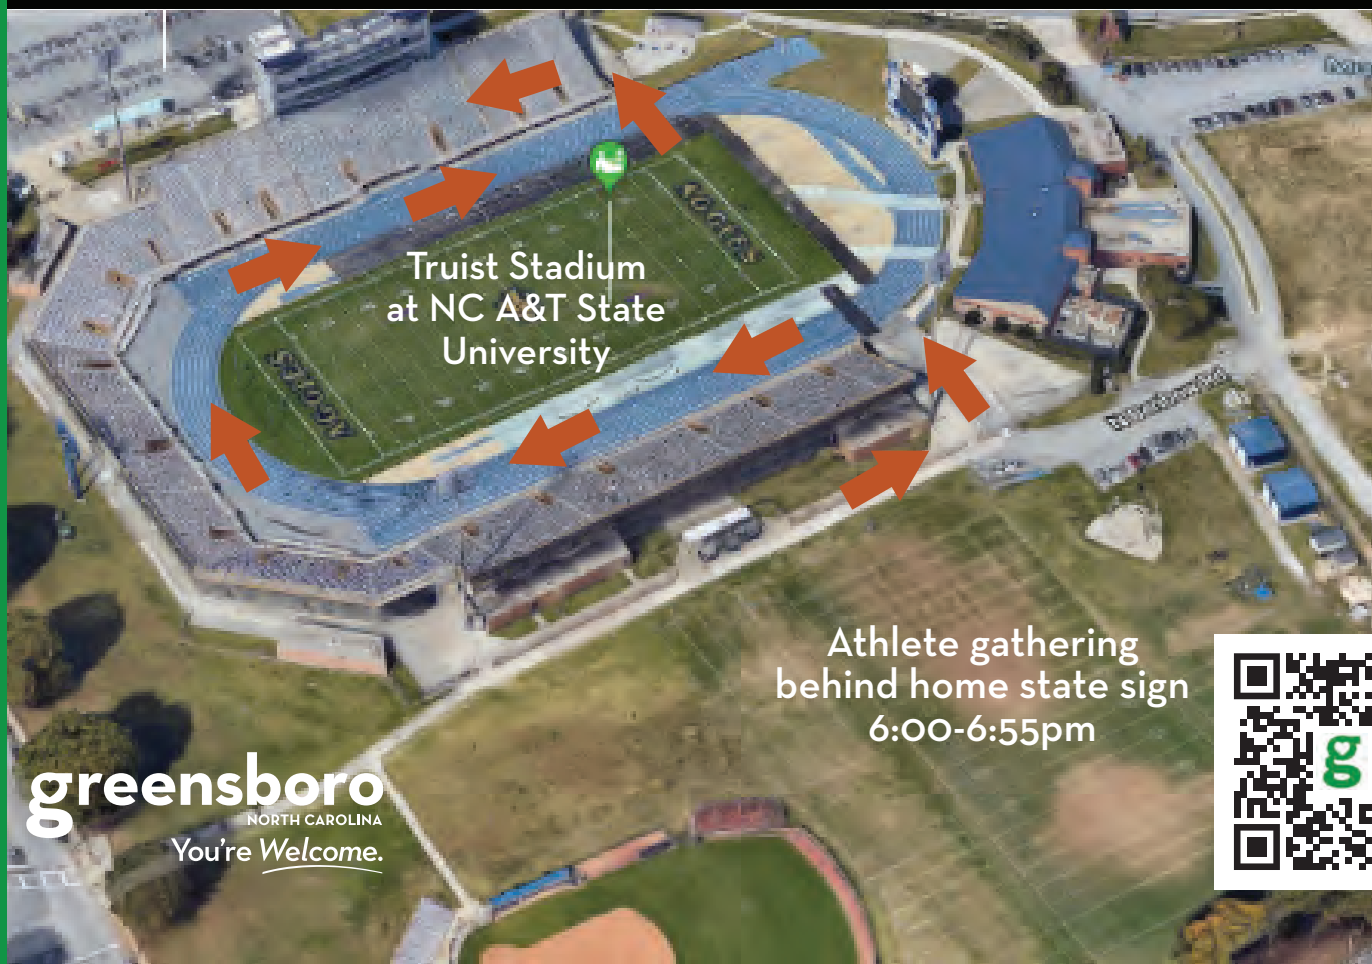 Truist Stadium
at NC A&T State
University
AGGIES
Athlete gathering
behind home state sign
6:00-6:55pm
g
greensboro
NORTH CAROLINA
You're Welcome.